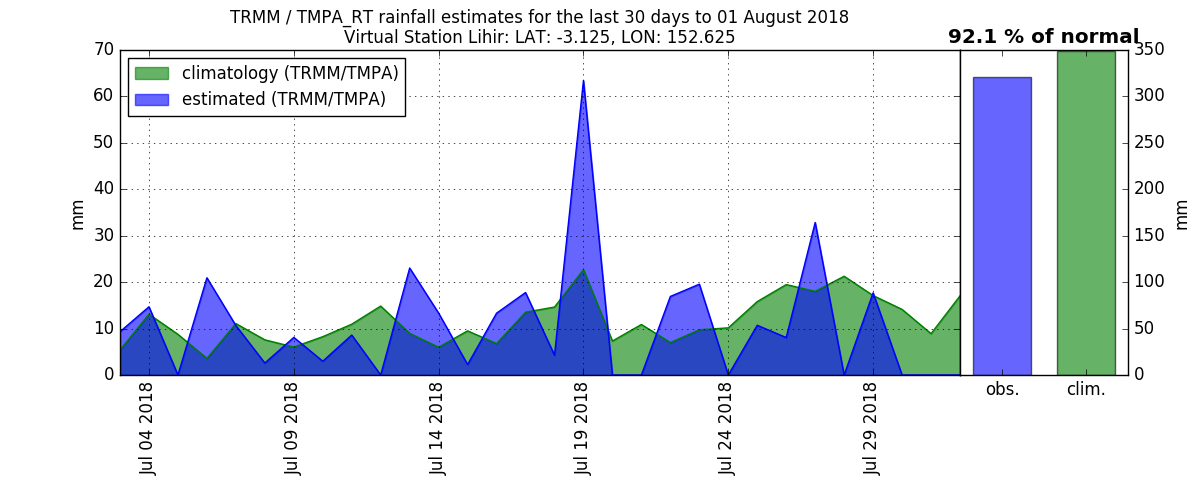 TRMM / TMPA_RT rainfall estimates for the last 30 days to 01 August 2018
Virtual Station Lihir: LAT: -3.125, LON: 152.625
92.1 % of normal
climatology (TRMM/TMPA)
estimated (TRMM/TMPA)
70
60
50
40
30
20
10
0
mm
Jul 04 2018
Jul 09 2018
Jul 14 2018
Jul 19 2018
Jul 24 2018
Jul 29 2018
obs.
clim.
350
300
250
200
150
100
50
0
mm